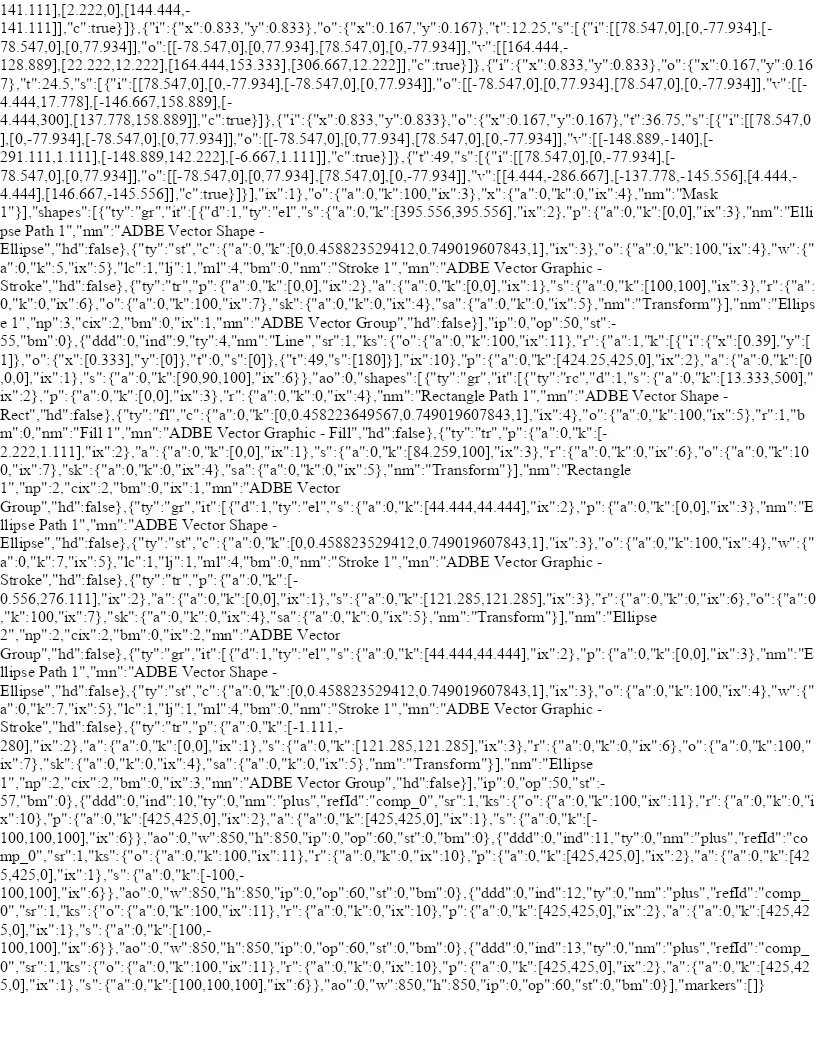 141.111],[2.222,0],[144.444,-
141.111]],"c":true}]},{"i":{"x":0.833,"y":0.833},"o":{"x":0.167,"y":0.167},"t":12.25,"s":[{"i":[[78.547,0],[0,-77.934],[-
78.547,0],[0,77.934]],"o":[[-78.547,0],[0,77.934],[78.547,0],[0,-77.934]],"v":[[164.444,-
128.889],[22.222,12.222],[164.444,153.333],[306.667,12.222]],"c":true}]},{"i":{"x":0.833,"y":0.833},"o":{"x":0.167,"y":0.16
7},"t":24.5,"s":[{"i":[[78.547,0],[0,-77.934],[-78.547,0],[0,77.934]],"o":[[-78.547,0],[0,77.934],[78.547,0],[0,-77.934]],"v":[[-
4.444,17.778],[-146.667,158.889],[-
4.444,300],[137.778,158.889]],"c":true}]},{"i":{"x":0.833,"y":0.833},"o":{"x":0.167,"y":0.167},"t":36.75,"s":[{"i":[[78.547,0
],[0,-77.934],[-78.547,0],[0,77.934]],"o":[[-78.547,0],[0,77.934],[78.547,0],[0,-77.934]],"v":[[-148.889,-140],[-
291.111,1.111],[-148.889,142.222],[-6.667,1.111]],"c":true}]},{"t":49,"s":[{"i":[[78.547,0],[0,-77.934],[-
78.547,0],[0,77.934]],"o":[[-78.547,0],[0,77.934],[78.547,0],[0,-77.934]],"v":[[4.444,-286.667],[-137.778,-145.556],[4.444,-
4.444],[146.667,-145.556]],"c":true}]}],"ix":1},"o":{"a":0,"k":100,"ix":3},"x":{"a":0,"k":0,"ix":4},"nm":"Mask
1"}],"shapes":[{"ty":"gr","it":[{"d":1,"ty":"el","s":{"a":0,"k":[395.556,395.556],"ix":2},"p":{"a":0,"k":[0,0],"ix":3},"nm":"Elli
pse Path 1","mn":"ADBE Vector Shape -
Ellipse","hd":false},{"ty":"st","c":{"a":0,"k":[0,0.458823529412,0.749019607843,1],"ix":3},"o":{"a":0,"k":100,"ix":4},"w":{"
a":0,"k":5,"ix":5},"lc":1,"lj":1,"ml":4,"bm":0,"nm":"Stroke 1","mn":"ADBE Vector Graphic -
Stroke","hd":false},{"ty":"tr","p":{"a":0,"k":[0,0],"ix":2},"a":{"a":0,"k":[0,0],"ix":1},"s":{"a":0,"k":[100,100],"ix":3},"r":{"a":
0,"k":0,"ix":6},"o":{"a":0,"k":100,"ix":7},"sk":{"a":0,"k":0,"ix":4},"sa":{"a":0,"k":0,"ix":5},"nm":"Transform"}],"nm":"Ellips
e 1","np":3,"cix":2,"bm":0,"ix":1,"mn":"ADBE Vector Group","hd":false}],"ip":0,"op":50,"st":-
55,"bm":0},{"ddd":0,"ind":9,"ty":4,"nm":"Line","sr":1,"ks":{"o":{"a":0,"k":100,"ix":11},"r":{"a":1,"k":[{"i":{"x":[0.39],"y":[
1]},"o":{"x":[0.333],"y":[0]},"t":0,"s":[0]},{"t":49,"s":[180]}],"ix":10},"p":{"a":0,"k":[424.25,425,0],"ix":2},"a":{"a":0,"k":[0
,0,0],"ix":1},"s":{"a":0,"k":[90,90,100],"ix":6}},"ao":0,"shapes":[{"ty":"gr","it":[{"ty":"rc","d":1,"s":{"a":0,"k":[13.333,500],"
ix":2},"p":{"a":0,"k":[0,0],"ix":3},"r":{"a":0,"k":0,"ix":4},"nm":"Rectangle Path 1","mn":"ADBE Vector Shape -
Rect","hd":false},{"ty":"fl","c":{"a":0,"k":[0,0.458223649567,0.749019607843,1],"ix":4},"o":{"a":0,"k":100,"ix":5},"r":1,"b
m":0,"nm":"Fill 1","mn":"ADBE Vector Graphic - Fill","hd":false},{"ty":"tr","p":{"a":0,"k":[-
2.222,1.111],"ix":2},"a":{"a":0,"k":[0,0],"ix":1},"s":{"a":0,"k":[84.259,100],"ix":3},"r":{"a":0,"k":0,"ix":6},"o":{"a":0,"k":10
0,"ix":7},"sk":{"a":0,"k":0,"ix":4},"sa":{"a":0,"k":0,"ix":5},"nm":"Transform"}],"nm":"Rectangle
1","np":2,"cix":2,"bm":0,"ix":1,"mn":"ADBE Vector
Group","hd":false},{"ty":"gr","it":[{"d":1,"ty":"el","s":{"a":0,"k":[44.444,44.444],"ix":2},"p":{"a":0,"k":[0,0],"ix":3},"nm":"E
llipse Path 1","mn":"ADBE Vector Shape -
Ellipse","hd":false},{"ty":"st","c":{"a":0,"k":[0,0.458823529412,0.749019607843,1],"ix":3},"o":{"a":0,"k":100,"ix":4},"w":{"
a":0,"k":7,"ix":5},"lc":1,"lj":1,"ml":4,"bm":0,"nm":"Stroke 1","mn":"ADBE Vector Graphic -
Stroke","hd":false},{"ty":"tr","p":{"a":0,"k":[-
0.556,276.111],"ix":2},"a":{"a":0,"k":[0,0],"ix":1},"s":{"a":0,"k":[121.285,121.285],"ix":3},"r":{"a":0,"k":0,"ix":6},"o":{"a":0
,"k":100,"ix":7},"sk":{"a":0,"k":0,"ix":4},"sa":{"a":0,"k":0,"ix":5},"nm":"Transform"}],"nm":"Ellipse
2","np":2,"cix":2,"bm":0,"ix":2,"mn":"ADBE Vector
Group","hd":false},{"ty":"gr","it":[{"d":1,"ty":"el","s":{"a":0,"k":[44.444,44.444],"ix":2},"p":{"a":0,"k":[0,0],"ix":3},"nm":"E
llipse Path 1","mn":"ADBE Vector Shape -
Ellipse","hd":false},{"ty":"st","c":{"a":0,"k":[0,0.458823529412,0.749019607843,1],"ix":3},"o":{"a":0,"k":100,"ix":4},"w":{"
a":0,"k":7,"ix":5},"lc":1,"lj":1,"ml":4,"bm":0,"nm":"Stroke 1","mn":"ADBE Vector Graphic -
Stroke","hd":false},{"ty":"tr","p":{"a":0,"k":[-1.111,-
280],"ix":2},"a":{"a":0,"k":[0,0],"ix":1},"s":{"a":0,"k":[121.285,121.285],"ix":3},"r":{"a":0,"k":0,"ix":6},"o":{"a":0,"k":100,"
ix":7},"sk":{"a":0,"k":0,"ix":4},"sa":{"a":0,"k":0,"ix":5},"nm":"Transform"}],"nm":"Ellipse
1","np":2,"cix":2,"bm":0,"ix":3,"mn":"ADBE Vector Group","hd":false}],"ip":0,"op":50,"st":-
57,"bm":0},{"ddd":0,"ind":10,"ty":0,"nm":"plus","refId":"comp_0","sr":1,"ks":{"o":{"a":0,"k":100,"ix":11},"r":{"a":0,"k":0,"i
x":10},"p":{"a":0,"k":[425,425,0],"ix":2},"a":{"a":0,"k":[425,425,0],"ix":1},"s":{"a":0,"k":[-
100,100,100],"ix":6}},"ao":0,"w":850,"h":850,"ip":0,"op":60,"st":0,"bm":0},{"ddd":0,"ind":11,"ty":0,"nm":"plus","refId":"co
mp_0","sr":1,"ks":{"o":{"a":0,"k":100,"ix":11},"r":{"a":0,"k":0,"ix":10},"p":{"a":0,"k":[425,425,0],"ix":2},"a":{"a":0,"k":[42
5,425,0],"ix":1},"s":{"a":0,"k":[-100,-
100,100],"ix":6}},"ao":0,"w":850,"h":850,"ip":0,"op":60,"st":0,"bm":0},{"ddd":0,"ind":12,"ty":0,"nm":"plus","refId":"comp_
0","sr":1,"ks":{"o":{"a":0,"k":100,"ix":11},"r":{"a":0,"k":0,"ix":10},"p":{"a":0,"k":[425,425,0],"ix":2},"a":{"a":0,"k":[425,42
5,0],"ix":1},"s":{"a":0,"k":[100,-
100,100],"ix":6}},"ao":0,"w":850,"h":850,"ip":0,"op":60,"st":0,"bm":0},{"ddd":0,"ind":13,"ty":0,"nm":"plus","refId":"comp_
0","sr":1,"ks":{"o":{"a":0,"k":100,"ix":11},"r":{"a":0,"k":0,"ix":10},"p":{"a":0,"k":[425,425,0],"ix":2},"a":{"a":0,"k":[425,42
5,0],"ix":1},"s":{"a":0,"k":[100,100,100],"ix":6}},"ao":0,"w":850,"h":850,"ip":0,"op":60,"st":0,"bm":0}],"markers":[]}